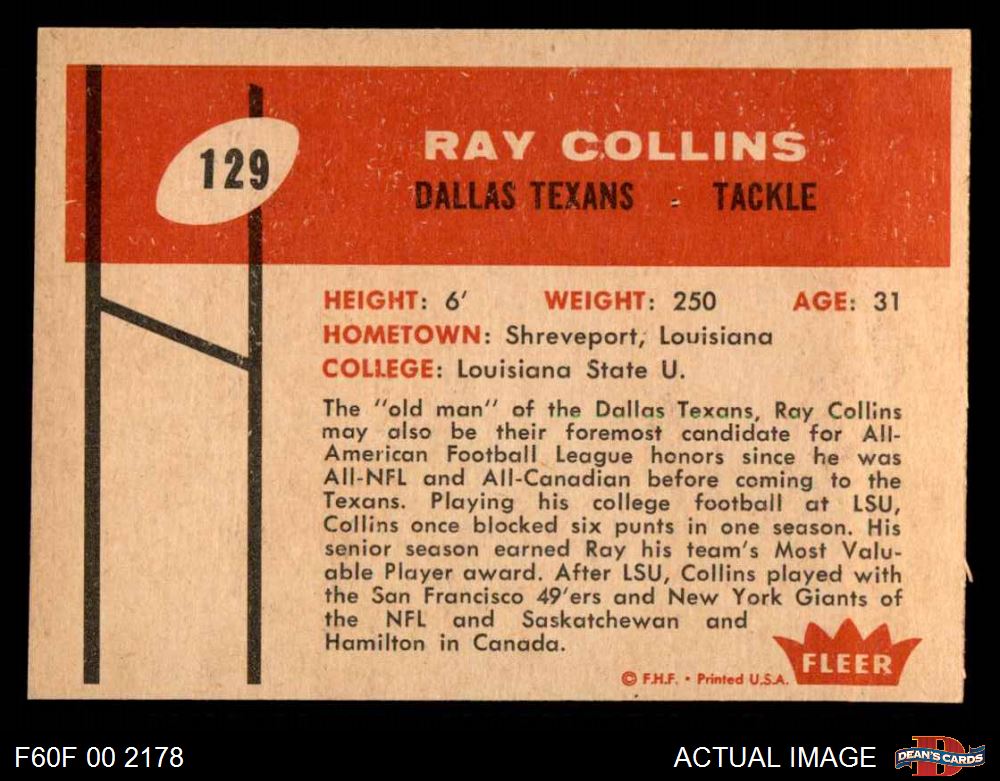 129
RAY COLLINS
DALLAS TEXANS - TACKLE
HEIGHT: 6' WEIGHT: 250 AGE: 31
HOMETOWN: Shreveport, Louisiana
COLLEGE: Louisiana State U.
The "old man" of the Dallas Texans, Ray Collins
may also be their foremost candidate for All-
American Football League honors since he was
All-NFL and All-Canadian before coming to the
Texans. Playing his college football at LSU,
Collins once blocked six punts in one season. His
senior season earned Ray his team's Most Valu-
able Player award. After LSU, Collins played with
the San Francisco 49'ers and New York Giants of
the NFL and Saskatchewan and
Hamilton in Canada.
FLEER
© F.H.F. • Printed U.S.A.
F60F 00 2178
ACTUAL IMAGE
D
DEAN'S CARDS